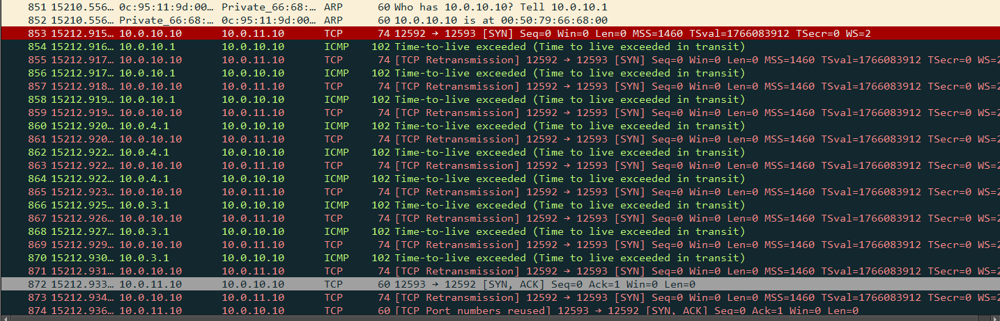 851 15210.556… 0c:95:11:9d:00… Private_66:68:… ARP 60 Who has 10.0.10.10? Tell 10.0.10.1
852 15210.556… Private_66:68:… 0c:95:11:9d:00… ARP 60 10.0.10.10 is at 00:50:79:66:68:00
853 15212.915… 10.0.10.10 10.0.11.10 TCP 74 12592 → 12593 [SYN] Seq=0 Win=0 Len=0 MSS=1460 TSval=1766083912 TSecr=0 WS=2
854 15212.916… 10.0.10.1 10.0.10.10 ICMP 102 Time-to-live exceeded (Time to live exceeded in transit)
855 15212.917… 10.0.10.10 10.0.11.10 TCP 74 [TCP Retransmission] 12592 → 12593 [SYN] Seq=0 Win=0 Len=0 MSS=1460 TSval=1766083912 TSecr=0 WS=2
856 15212.917… 10.0.10.1 10.0.10.10 ICMP 102 Time-to-live exceeded (Time to live exceeded in transit)
857 15212.918… 10.0.10.10 10.0.11.10 TCP 74 [TCP Retransmission] 12592 → 12593 [SYN] Seq=0 Win=0 Len=0 MSS=1460 TSval=1766083912 TSecr=0 WS=2
858 15212.919… 10.0.10.1 10.0.10.10 ICMP 102 Time-to-live exceeded (Time to live exceeded in transit)
859 15212.919… 10.0.10.10 10.0.11.10 TCP 74 [TCP Retransmission] 12592 → 12593 [SYN] Seq=0 Win=0 Len=0 MSS=1460 TSval=1766083912 TSecr=0 WS=2
860 15212.920… 10.0.4.1 10.0.10.10 ICMP 102 Time-to-live exceeded (Time to live exceeded in transit)
861 15212.920… 10.0.10.10 10.0.11.10 TCP 74 [TCP Retransmission] 12592 → 12593 [SYN] Seq=0 Win=0 Len=0 MSS=1460 TSval=1766083912 TSecr=0 WS=2
862 15212.922… 10.0.4.1 10.0.10.10 ICMP 102 Time-to-live exceeded (Time to live exceeded in transit)
863 15212.922… 10.0.10.10 10.0.11.10 TCP 74 [TCP Retransmission] 12592 → 12593 [SYN] Seq=0 Win=0 Len=0 MSS=1460 TSval=1766083912 TSecr=0 WS=2
864 15212.922… 10.0.4.1 10.0.10.10 ICMP 102 Time-to-live exceeded (Time to live exceeded in transit)
865 15212.923… 10.0.10.10 10.0.11.10 TCP 74 [TCP Retransmission] 12592 → 12593 [SYN] Seq=0 Win=0 Len=0 MSS=1460 TSval=1766083912 TSecr=0 WS=2
866 15212.925… 10.0.3.1 10.0.10.10 ICMP 102 Time-to-live exceeded (Time to live exceeded in transit)
867 15212.926… 10.0.10.10 10.0.11.10 TCP 74 [TCP Retransmission] 12592 → 12593 [SYN] Seq=0 Win=0 Len=0 MSS=1460 TSval=1766083912 TSecr=0 WS=2
868 15212.927… 10.0.3.1 10.0.10.10 ICMP 102 Time-to-live exceeded (Time to live exceeded in transit)
869 15212.929… 10.0.10.10 10.0.11.10 TCP 74 [TCP Retransmission] 12592 → 12593 [SYN] Seq=0 Win=0 Len=0 MSS=1460 TSval=1766083912 TSecr=0 WS=2
870 15212.930… 10.0.3.1 10.0.10.10 ICMP 102 Time-to-live exceeded (Time to live exceeded in transit)
871 15212.931… 10.0.10.10 10.0.11.10 TCP 74 [TCP Retransmission] 12592 → 12593 [SYN] Seq=0 Win=0 Len=0 MSS=1460 TSval=1766083912 TSecr=0 WS=2
872 15212.933… 10.0.11.10 10.0.10.10 TCP 60 12593 → 12592 [SYN, ACK] Seq=0 Ack=1 Win=0 Len=0
873 15212.934… 10.0.10.10 10.0.11.10 TCP 74 [TCP Retransmission] 12592 → 12593 [SYN] Seq=0 Win=0 Len=0 MSS=1460 TSval=1766083912 TSecr=0 WS=2
874 15212.936… 10.0.11.10 10.0.10.10 TCP 60 [TCP Port numbers reused] 12593 → 12592 [SYN, ACK] Seq=0 Ack=1 Win=0 Len=0